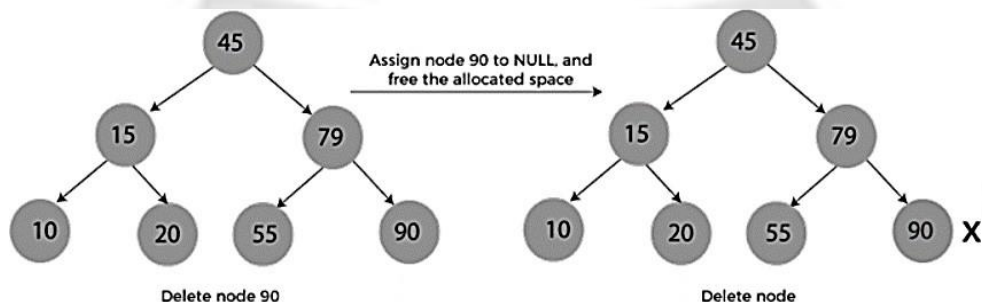 45
45
Assign node 90 to NULL, and
free the allocated space
15
79
15
79
10
20
55
90
10
20
55
90 X
Delete node 90
Delete node